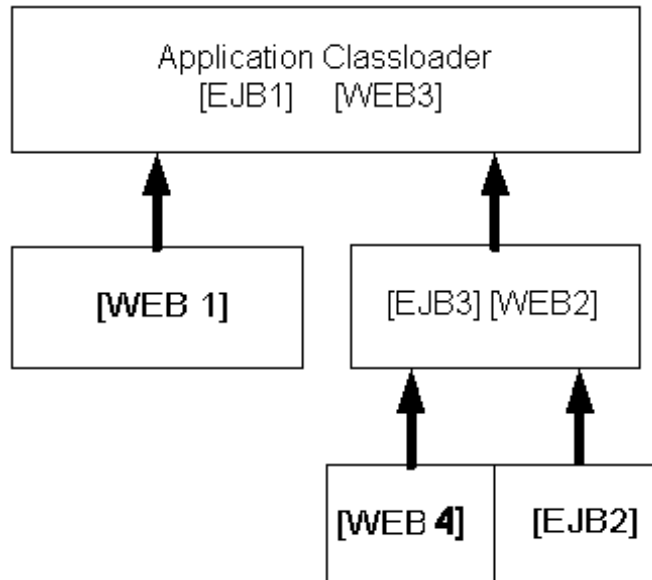 Application Classloader
[EJB1] [WEB3]
[WEB 1]
[EJB3] [WEB2]
[WEB 4]
[EJB2]